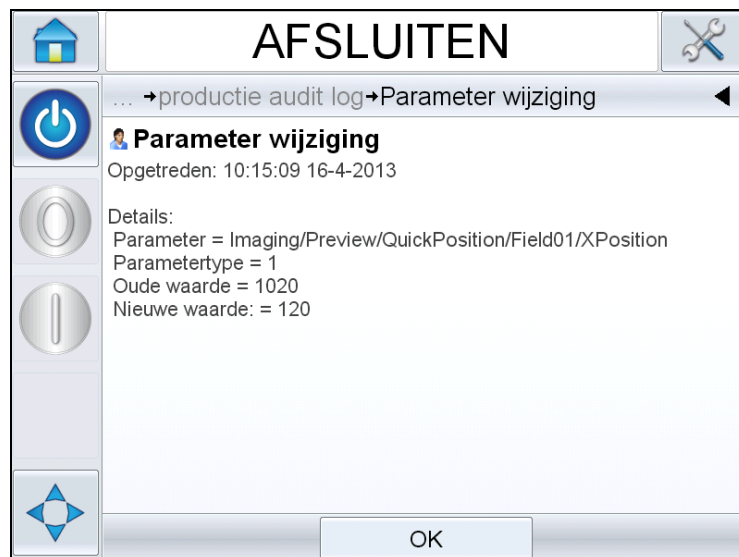 AFSLUITEN
... →productie audit log→Parameter wijziging
Parameter wijziging
Opgetreden: 10:15:09 16-4-2013
Details:
Parameter = Imaging/Preview/QuickPosition/Field01/XPosition
Parametertype = 1
Oude waarde = 1020
Nieuwe waarde: = 120
OK